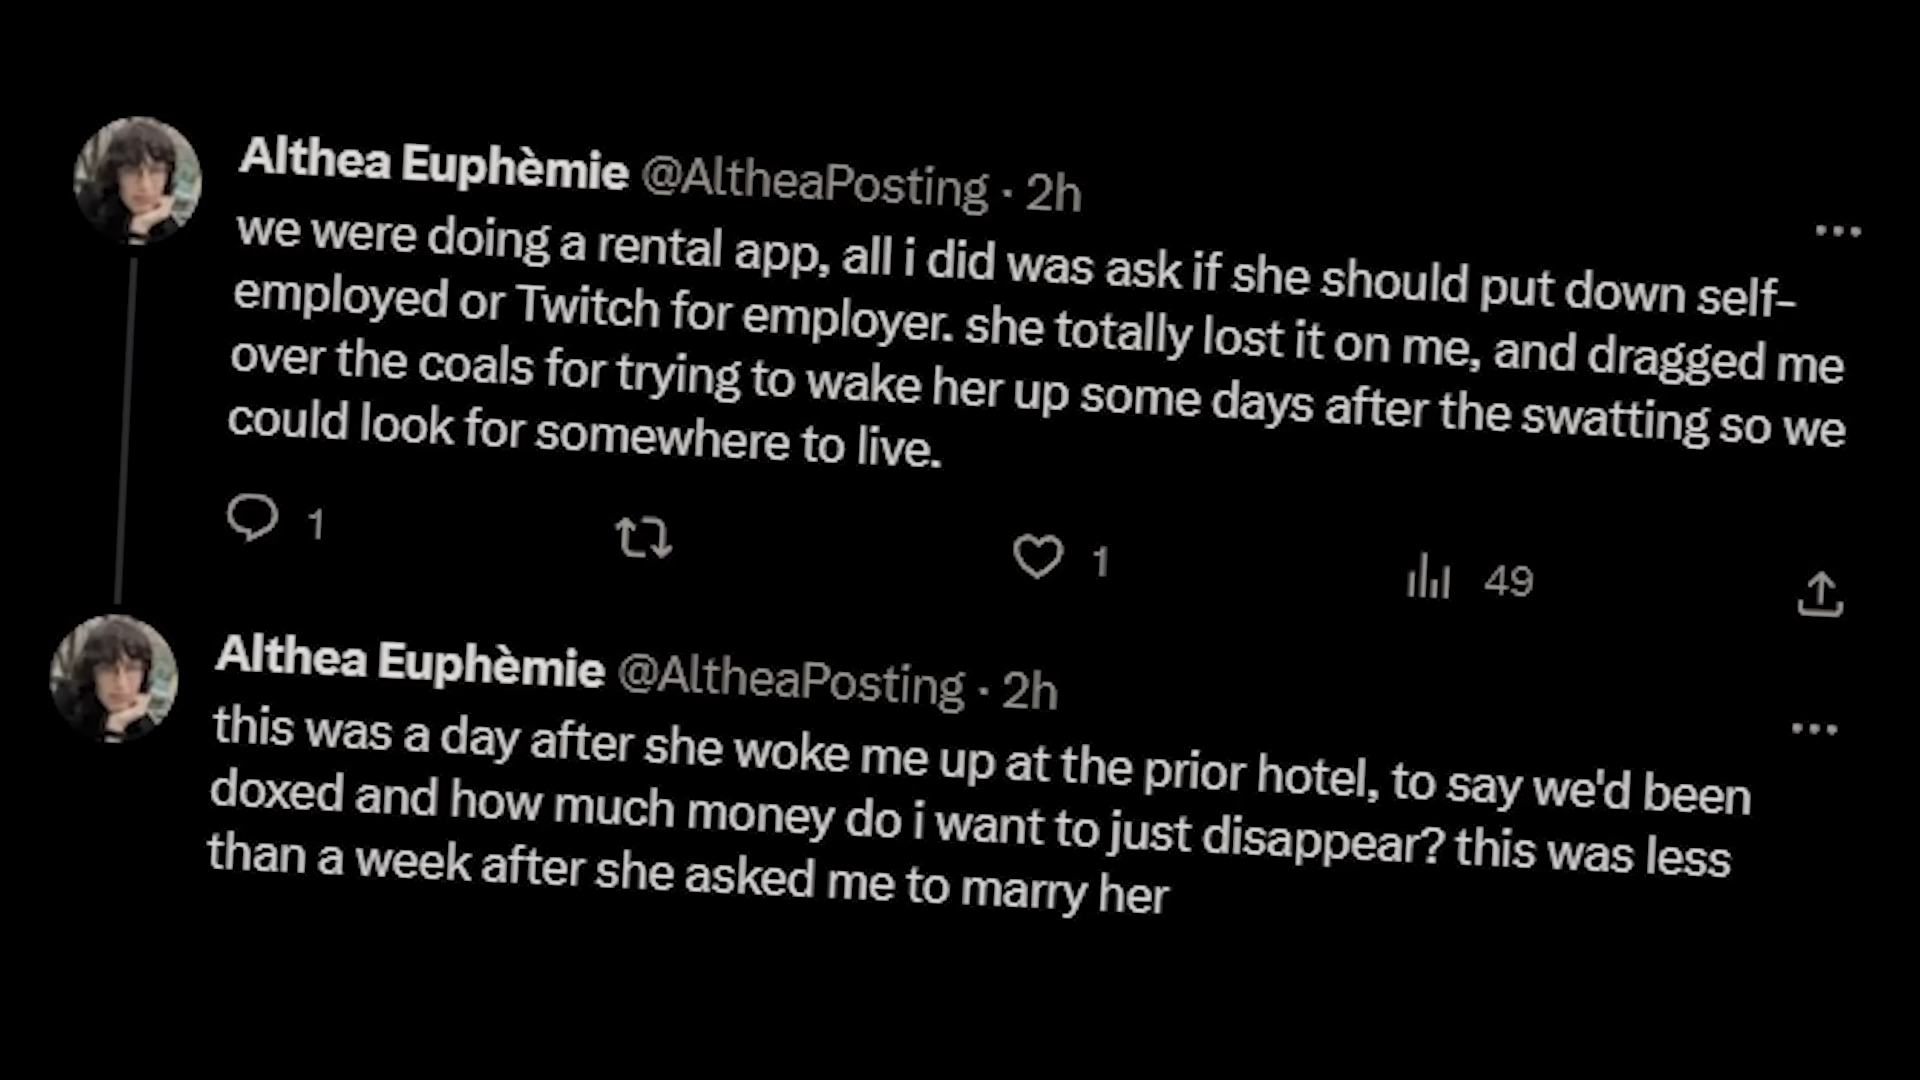 Althea Euphèmie @AltheaPosting · 2h
we were doing a rental app, all i did was ask if she should put down self-
employed or Twitch for employer. she totally lost it on me, and dragged me
over the coals for trying to wake her up some days after the swatting so we
could look for somewhere to live.
1 1 49
Althea Euphèmie @AltheaPosting · 2h
this was a day after she woke me up at the prior hotel, to say we'd been
doxed and how much money do i want to just disappear? this was less
than a week after she asked me to marry her